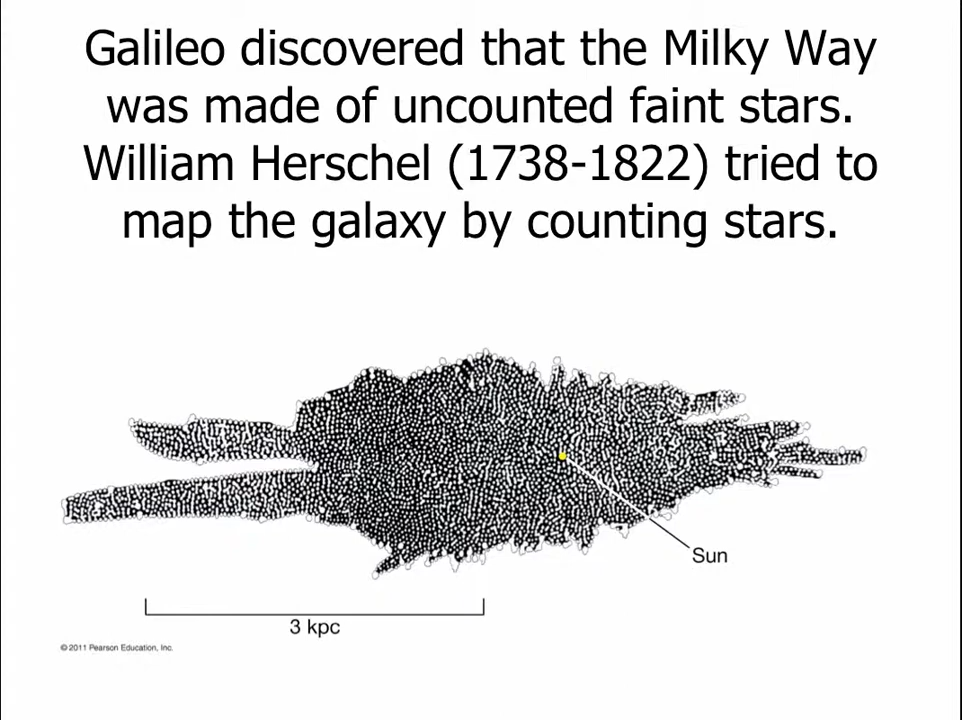 Galileo discovered that the Milky Way
was made of uncounted faint stars.
William Herschel (1738-1822) tried to
map the galaxy by counting stars.
Sun
3 kpc
© 2011 Pearson Education, Inc.